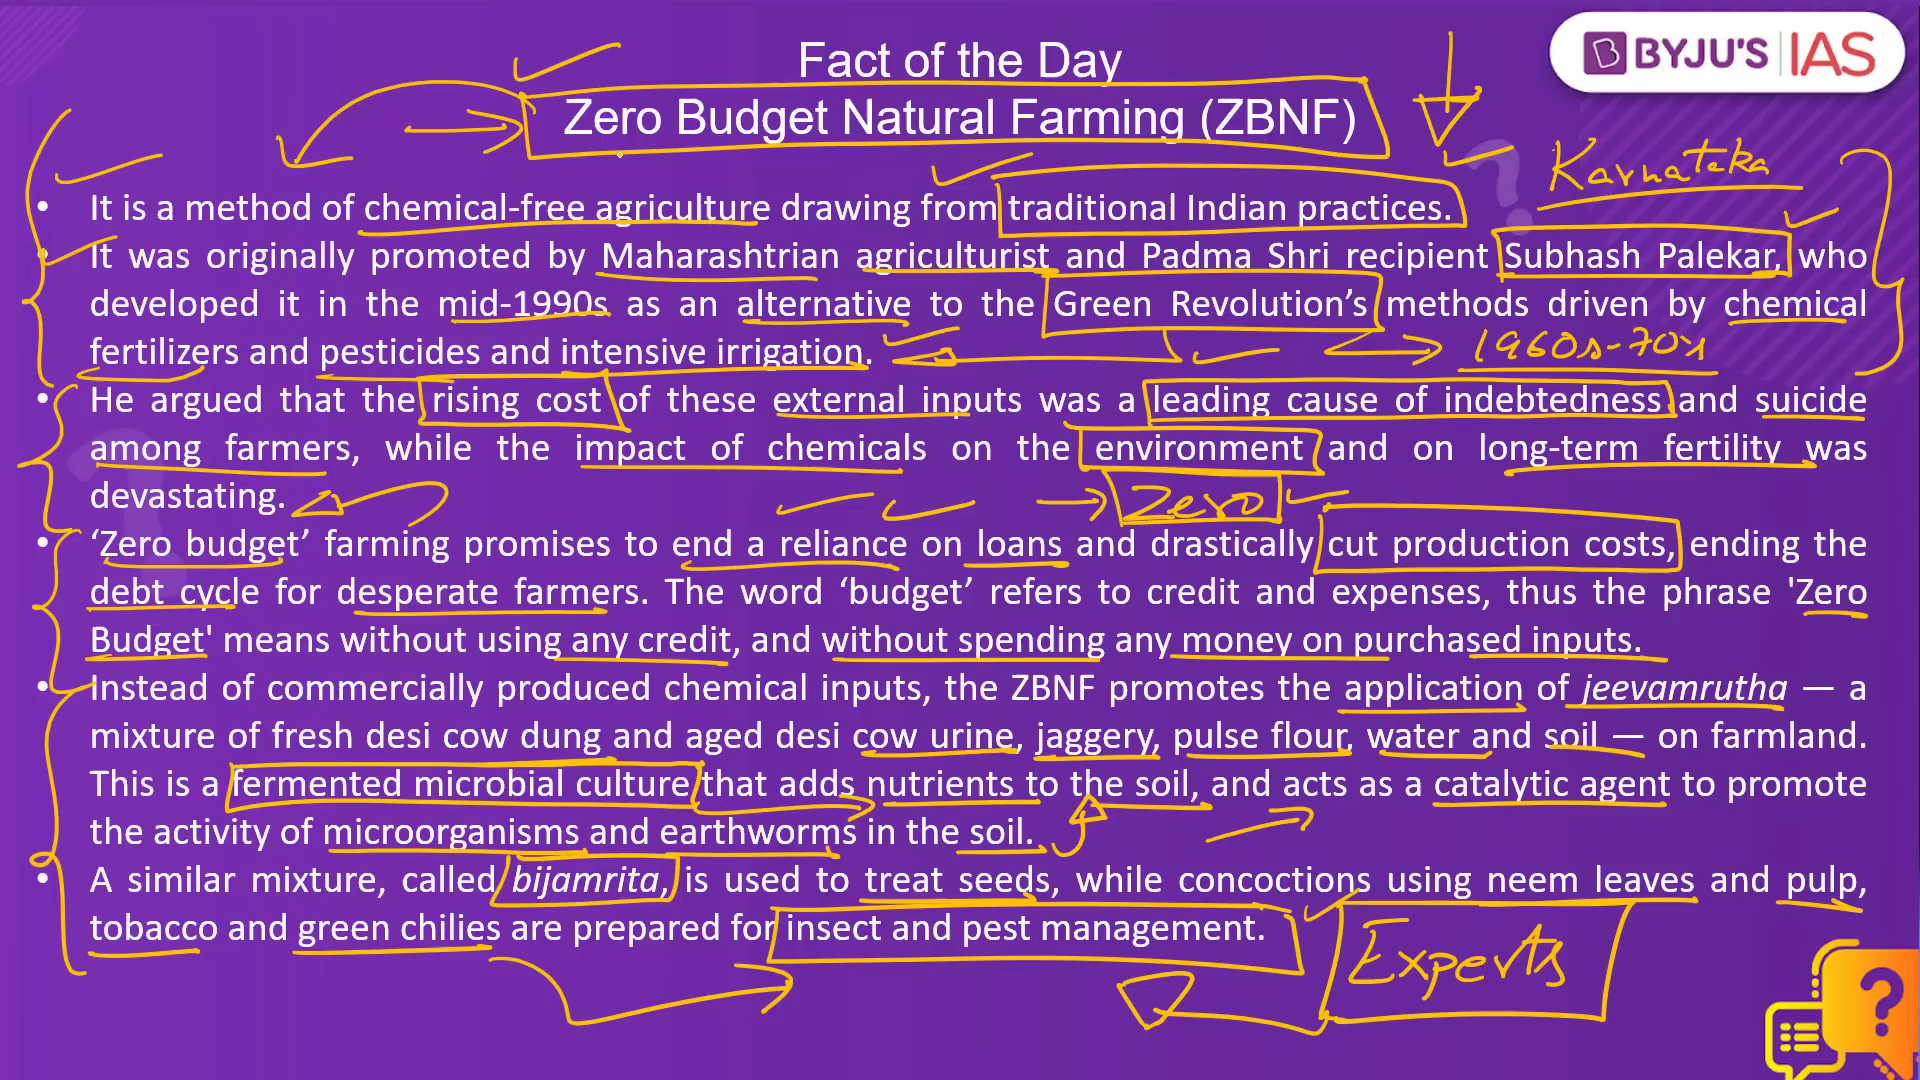 Fact of the Day
BYJU'S IAS
Zero Budget Natural Farming (ZBNF)
Karnataka
• It is a method of chemical-free agriculture drawing from traditional Indian practices.
• It was originally promoted by Maharashtrian agriculturist and Padma Shri recipient Subhash Palekar, who
developed it in the mid-1990s as an alternative to the Green Revolution’s methods driven by chemical
fertilizers and pesticides and intensive irrigation.
1960s-70s
• He argued that the rising cost of these external inputs was a leading cause of indebtedness and suicide
among farmers, while the impact of chemicals on the environment and on long-term fertility was
devastating.
Zero
• ‘Zero budget’ farming promises to end a reliance on loans and drastically cut production costs, ending the
debt cycle for desperate farmers. The word ‘budget’ refers to credit and expenses, thus the phrase 'Zero
Budget' means without using any credit, and without spending any money on purchased inputs.
• Instead of commercially produced chemical inputs, the ZBNF promotes the application of jeevamrutha — a
mixture of fresh desi cow dung and aged desi cow urine, jaggery, pulse flour, water and soil — on farmland.
This is a fermented microbial culture that adds nutrients to the soil, and acts as a catalytic agent to promote
the activity of microorganisms and earthworms in the soil.
• A similar mixture, called bijamrita, is used to treat seeds, while concoctions using neem leaves and pulp,
tobacco and green chilies are prepared for insect and pest management.
Experts